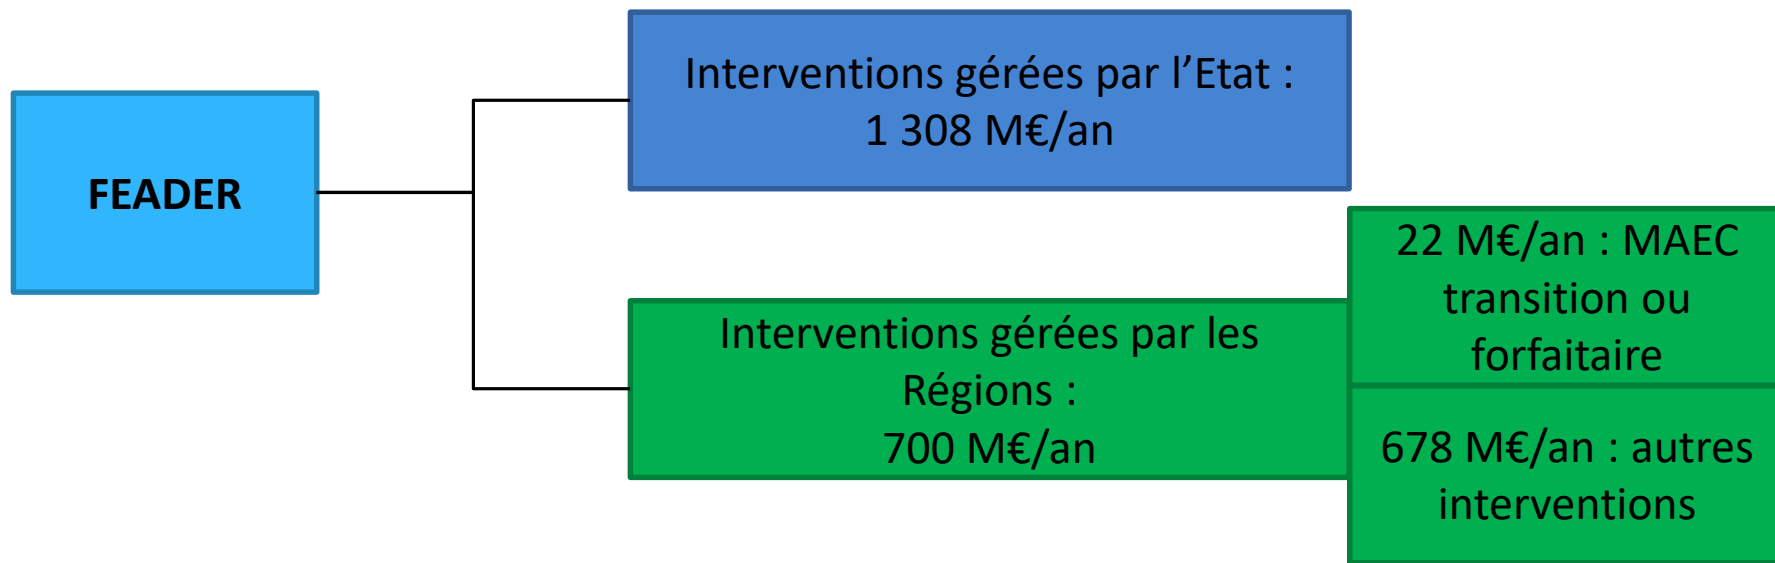 FEADER
Interventions gérées par l’Etat :
1 308 M€/an
Interventions gérées par les
Régions :
700 M€/an
22 M€/an : MAEC
transition ou
forfaitaire
678 M€/an : autres
interventions